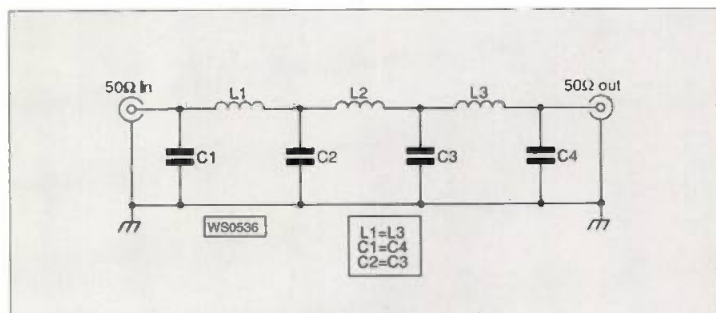 50Ω In
50Ω out
L1
L2
L3
C1
C2
C3
C4
WS0536
L1=L3
C1=C4
C2=C3